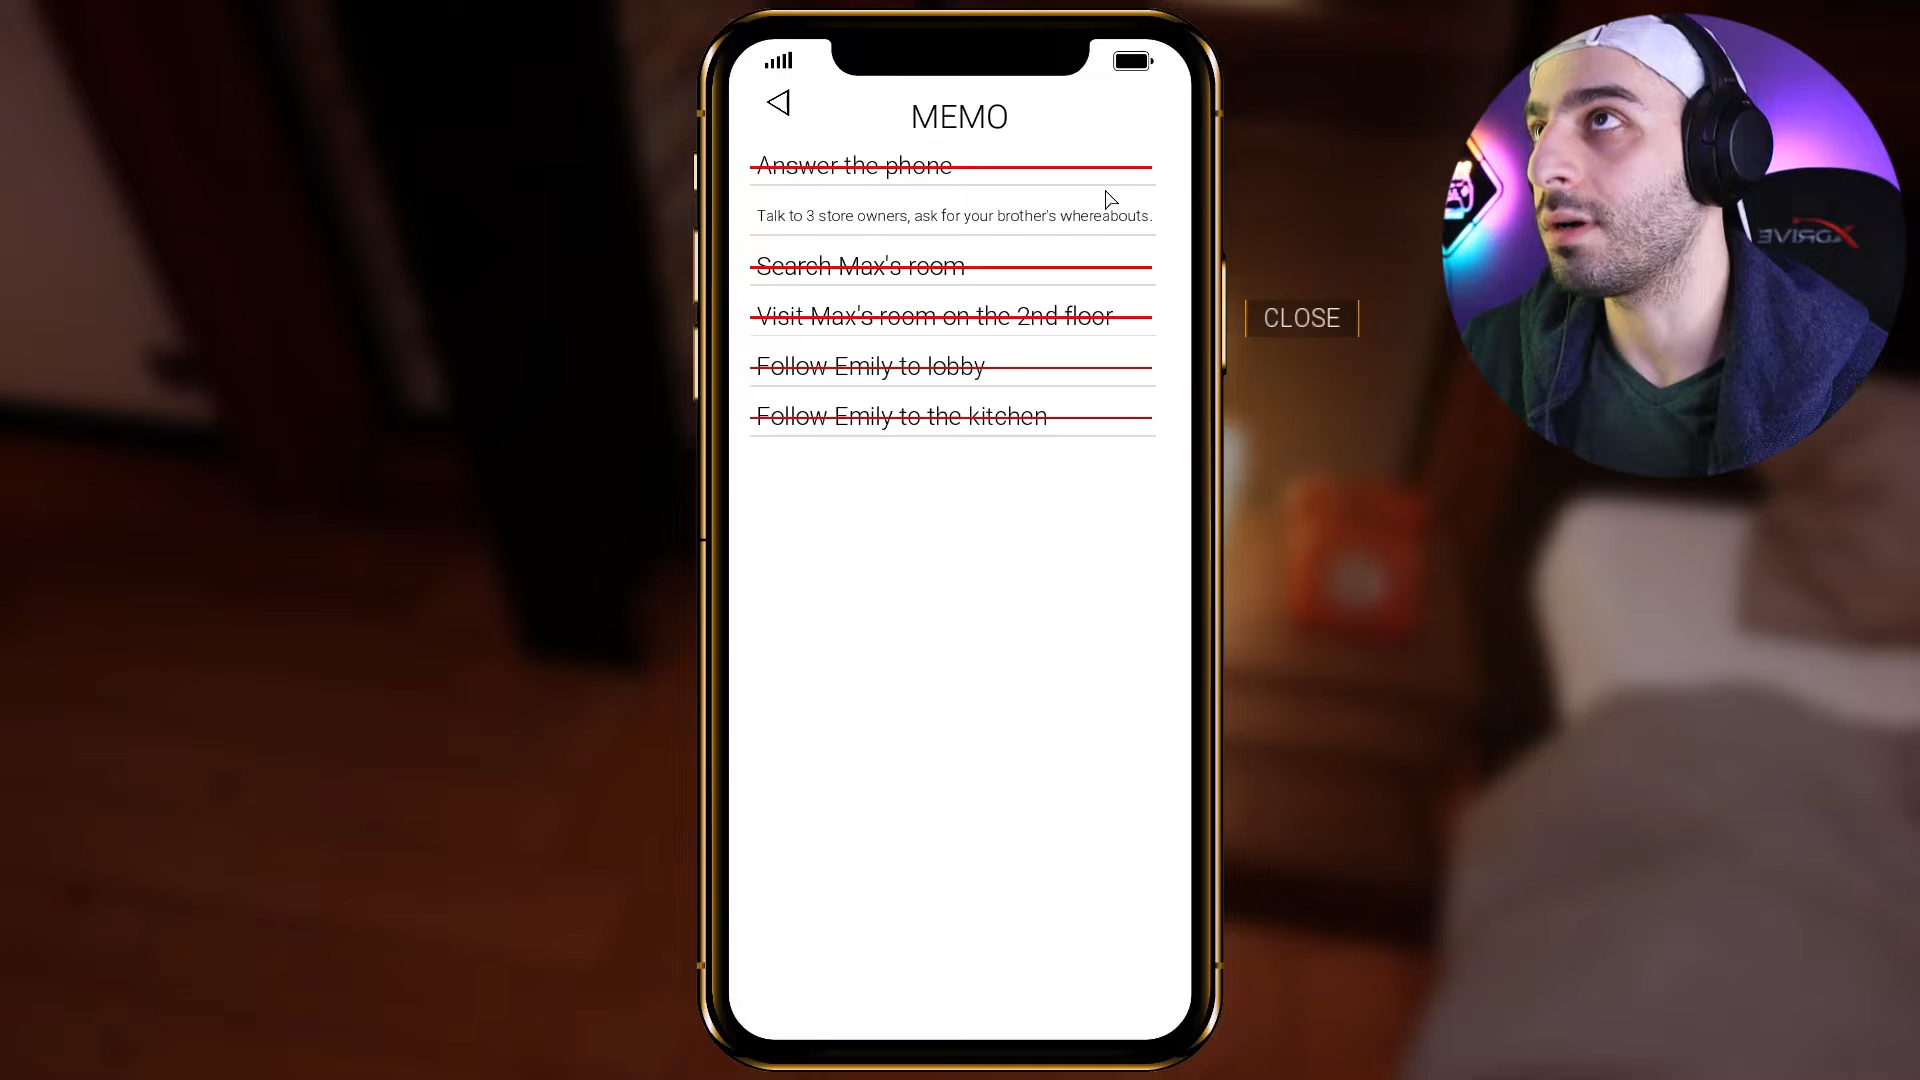 MEMO
Answer the phone
Talk to 3 store owners, ask for your brother's whereabouts.
Search Max's room
Visit Max's room on the 2nd floor
Follow Emily to lobby
Follow Emily to the kitchen
CLOSE
XDRIVE